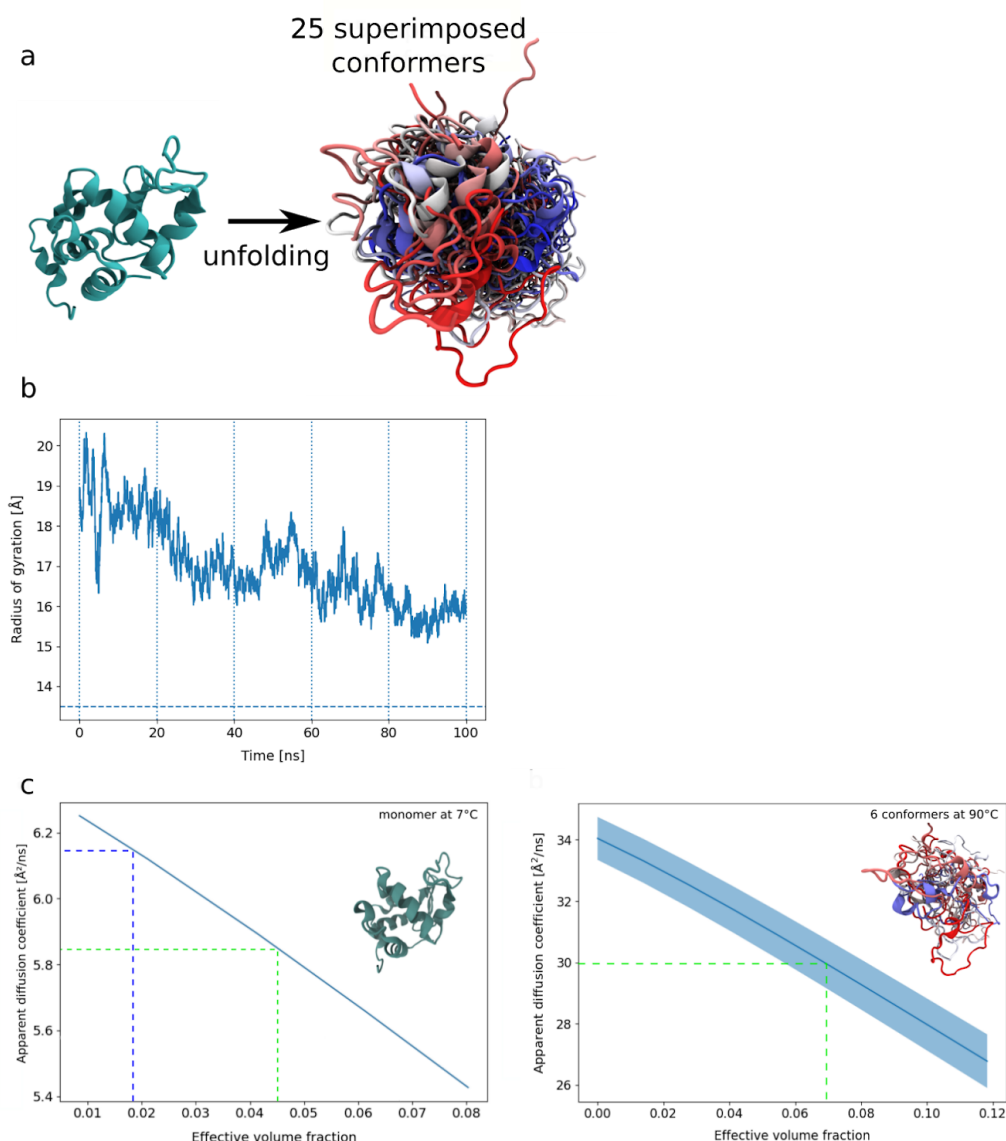 a
25 superimposed
conformers
unfolding
b
Radius of gyration [Å]
20
19
18
17
16
15
14
0
20
40
60
80
100
Time [ns]
c
Apparent diffusion coefficient [Å²/ns]
6.2
6.0
5.8
5.6
5.4
monomer at 7°C
0.01
0.02
0.03
0.04
0.05
0.06
0.07
0.08
Effective volume fraction
Apparent diffusion coefficient [Å²/ns]
34
32
30
28
26
6 conformers at 90°C
0.00
0.02
0.04
0.06
0.08
0.10
0.12
Effective volume fraction